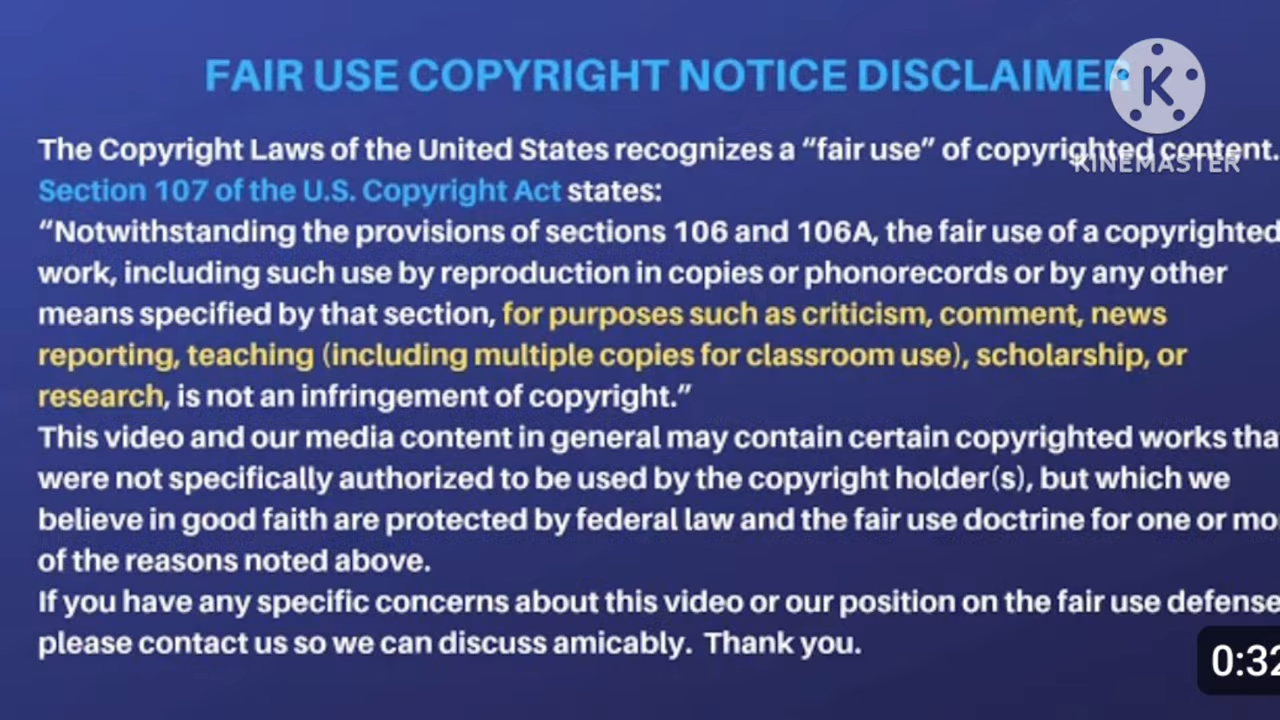 FAIR USE COPYRIGHT NOTICE DISCLAIMER
K
KINEMASTER
The Copyright Laws of the United States recognizes a “fair use” of copyrighted content.
Section 107 of the U.S. Copyright Act states:
“Notwithstanding the provisions of sections 106 and 106A, the fair use of a copyrighted
work, including such use by reproduction in copies or phonorecords or by any other
means specified by that section, for purposes such as criticism, comment, news
reporting, teaching (including multiple copies for classroom use), scholarship, or
research, is not an infringement of copyright.”
This video and our media content in general may contain certain copyrighted works
were not specifically authorized to be used by the copyright holder(s), but which we
believe in good faith are protected by federal law and the fair use doctrine for one or
of the reasons noted above.
If you have any specific concerns about this video or our position on the fair use defense
please contact us so we can discuss amicably. Thank you.
0:32